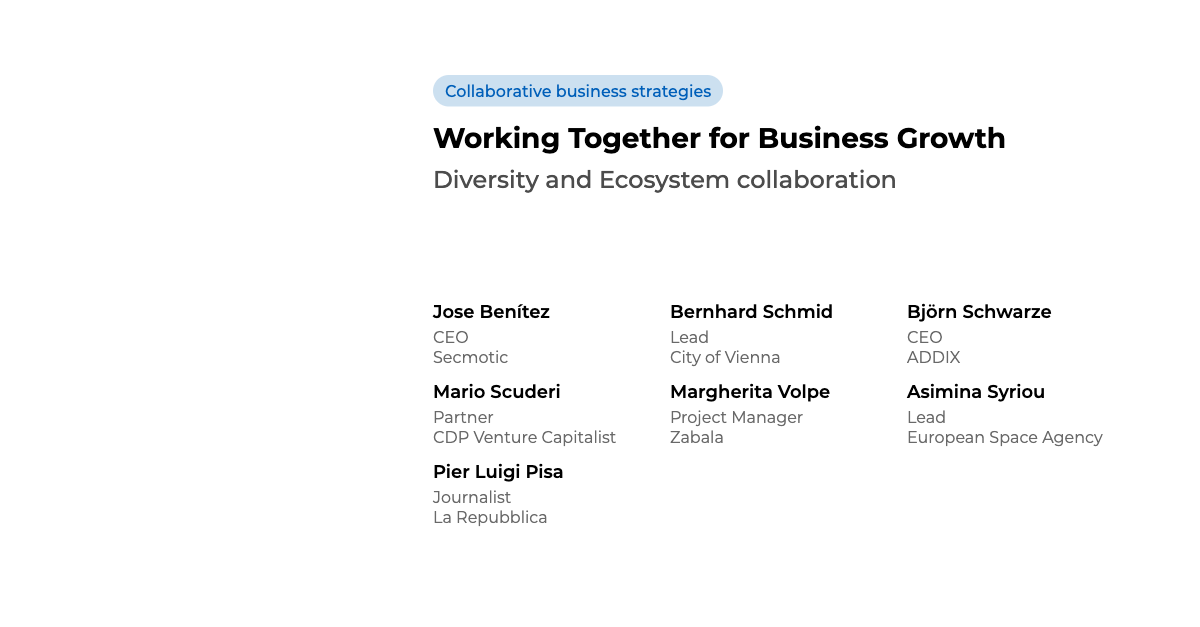 Collaborative business strategies
Working Together for Business Growth
Diversity and Ecosystem collaboration
Jose Benítez
CEO
Secmotic
Bernhard Schmid
Lead
City of Vienna
Björn Schwarze
CEO
ADDIX
Mario Scuderi
Partner
CDP Venture Capitalist
Margherita Volpe
Project Manager
Zabala
Asimina Syriou
Lead
European Space Agency
Pier Luigi Pisa
Journalist
La Repubblica